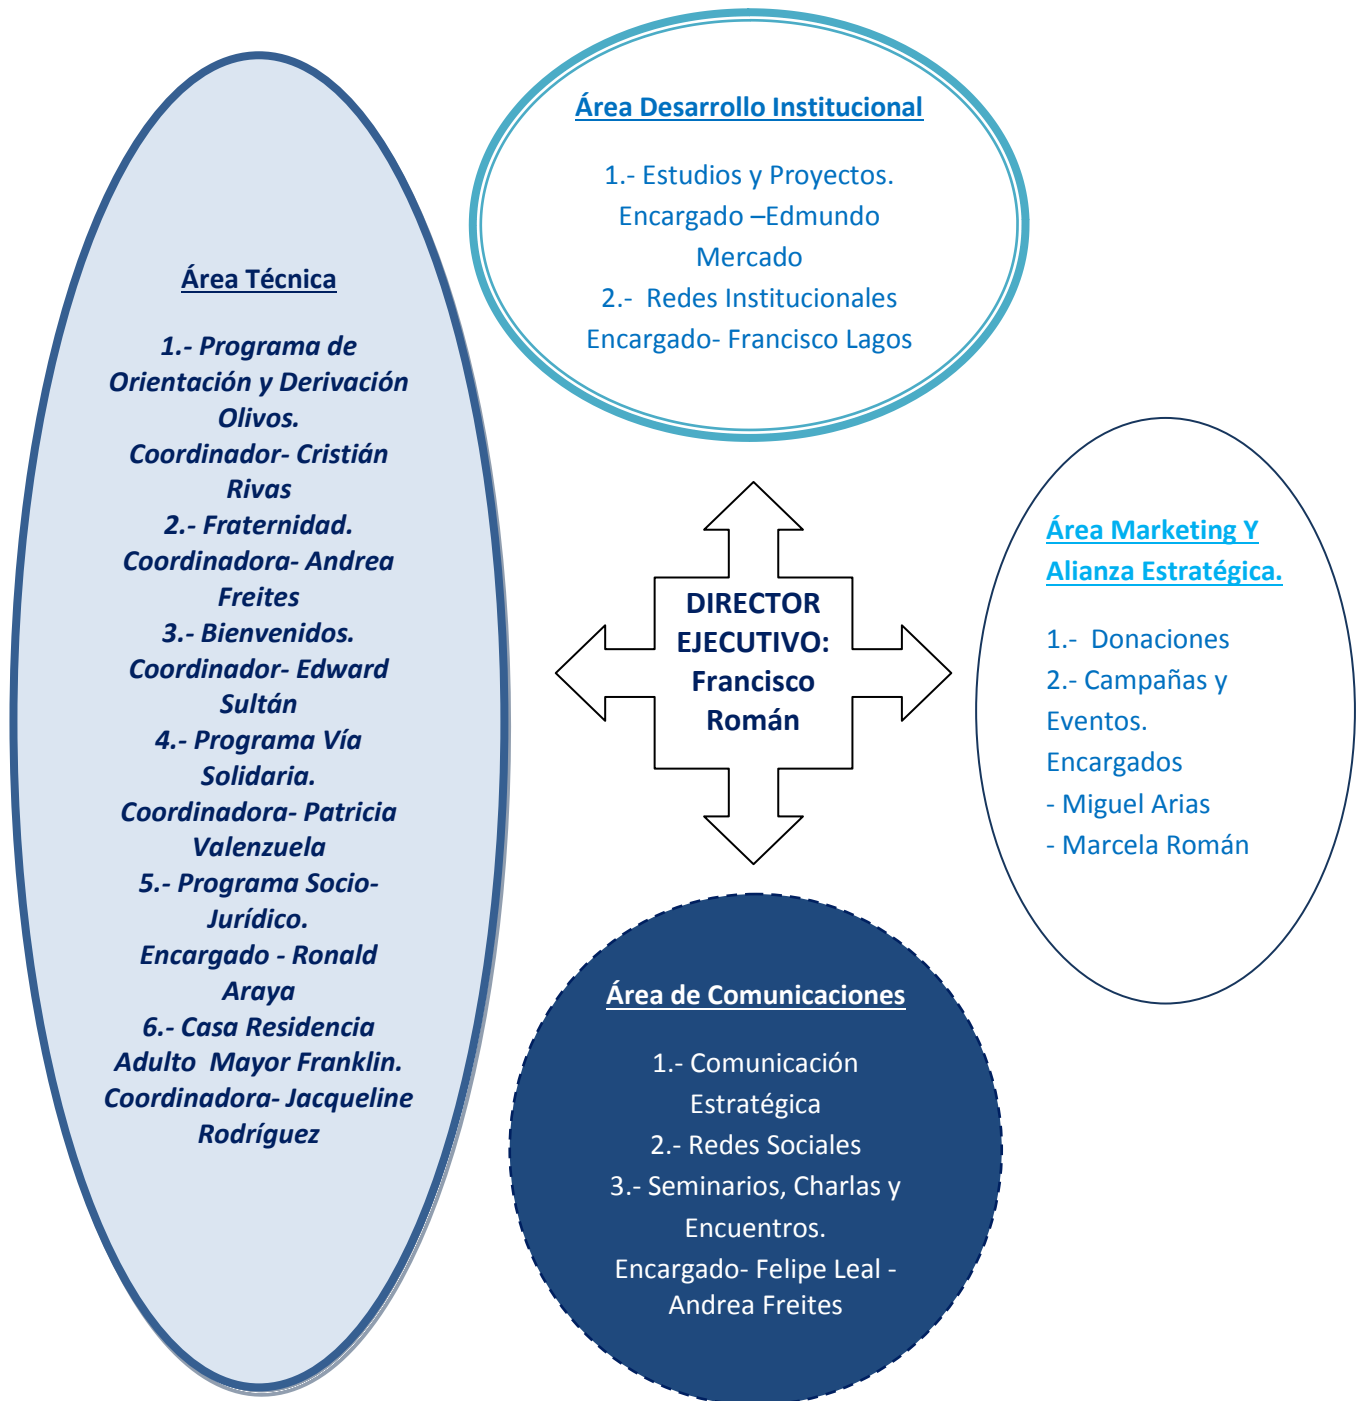 Área Desarrollo Institucional
1.- Estudios y Proyectos.
Encargado –Edmundo
Mercado
2.-  Redes Institucionales
Encargado- Francisco Lagos
Área Técnica
1.- Programa de
Orientación y Derivación
Olivos.
Coordinador- Cristián
Rivas
2.- Fraternidad.
Coordinadora- Andrea
Freites
3.- Bienvenidos.
Coordinador- Edward
Sultán
4.- Programa Vía
Solidaria.
Coordinadora- Patricia
Valenzuela
5.- Programa Socio-
Jurídico.
Encargado - Ronald
Araya
6.- Casa Residencia
Adulto  Mayor Franklin.
Coordinadora- Jacqueline
Rodríguez
DIRECTOR
EJECUTIVO:
Francisco
Román
Área Marketing Y
Alianza Estratégica.
1.-  Donaciones
2.- Campañas y
Eventos.
Encargados
- Miguel Arias
- Marcela Román
Área de Comunicaciones
1.- Comunicación
Estratégica
2.- Redes Sociales
3.- Seminarios, Charlas y
Encuentros.
Encargado- Felipe Leal -
Andrea Freites